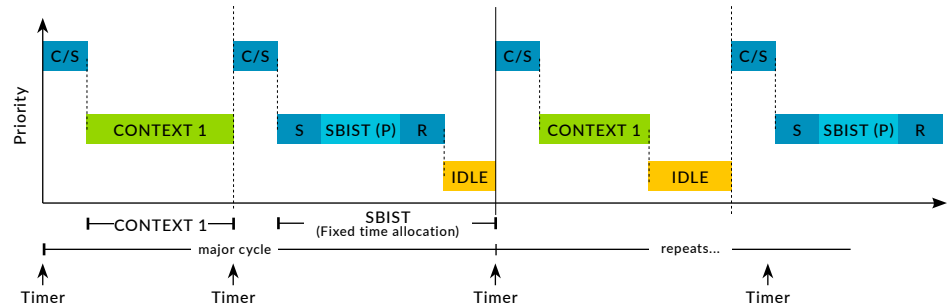 C/S
C/S
C/S
C/S
Priority
CONTEXT 1
S SBIST (P) R
CONTEXT 1
S SBIST (P) R
IDLE
IDLE
CONTEXT 1
SBIST
(Fixed time allocation)
major cycle
repeats...
Timer
Timer
Timer
Timer